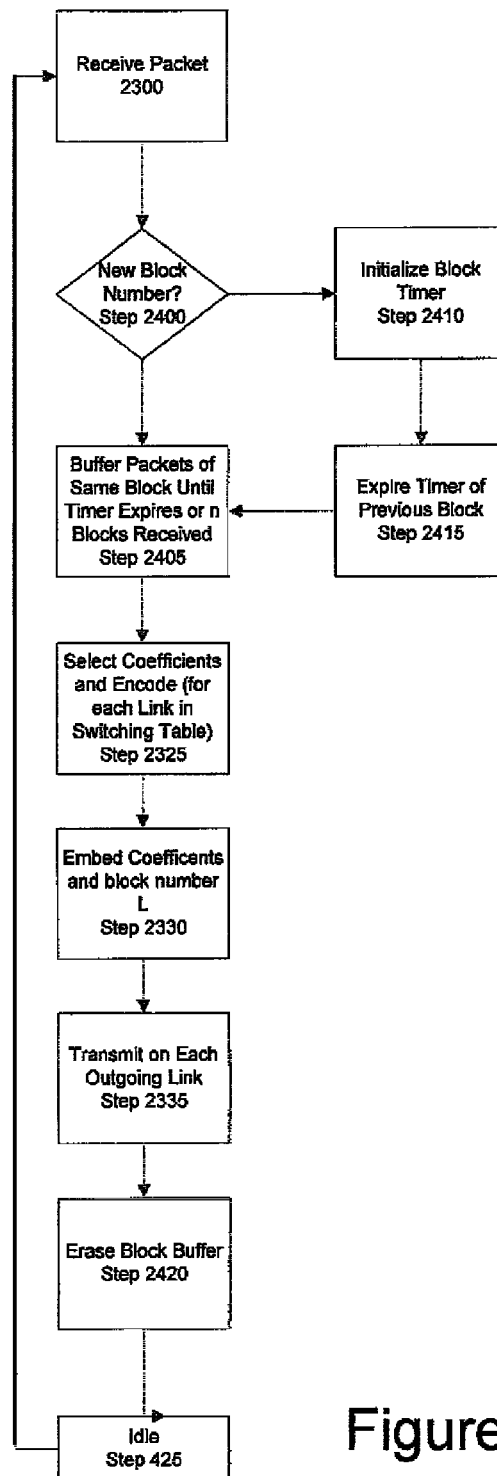 Receive Packet
2300
New Block
Number?
Step 2400
Initialize Block
Timer
Step 2410
Buffer Packets of
Same Block Until
Timer Expires or n
Blocks Received
Step 2405
Expire Timer of
Previous Block
Step 2415
Select Coefficients
and Encode (for
each Link in
Switching Table)
Step 2325
Embed Coefficents
and block number
L
Step 2330
Transmit on Each
Outgoing Link
Step 2335
Erase Block Buffer
Step 2420
Idle
Step 425
Figure